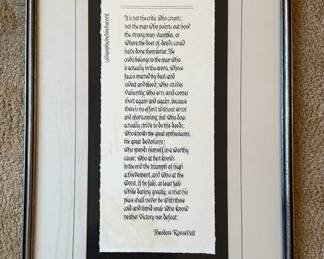 It is not the critic who counts;
not the man who points out how
the strong man stumbles, or
where the doer of deeds could
have done them better. The
credit belongs to the man who
is actually in the arena, whose
face is marred by dust and
sweat and blood; who strives
valiantly; who errs, and comes
short again and again, because
there is no effort without error
and shortcoming; but who does
actually strive to do the deeds;
who knows the great enthusiasms,
the great devotions;
who spends himself in a worthy
cause; who at best knows
in the end the triumph of high
achievement, and who at the
worst, if he fails, at least fails
while daring greatly, so that his
place shall never be with those
cold and timid souls who know
neither victory nor defeat.
Theodore Roosevelt